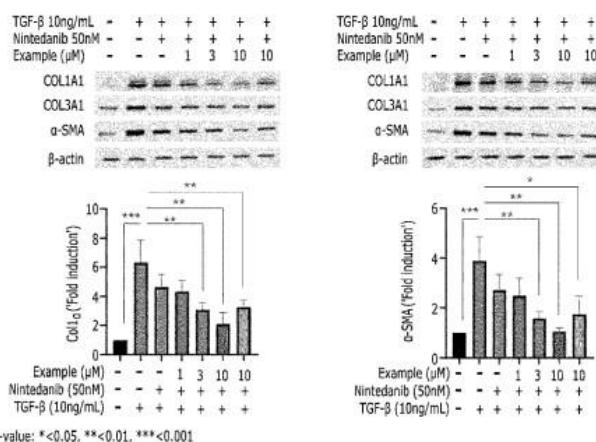 TGF-β 10ng/mL - + + + + + +
Nintedanib 50nM - - + + + + -
Example (μM) - - - 1 3 10 10
COL1A1
COL3A1
α-SMA
β-actin
Col1α ('Fold induction')
10
8
6
4
2
0
***
**
**
**
Example (μM) - - - 1 3 10 10
Nintedanib (50nM) - - + + + + -
TGF-β (10ng/mL) - + + + + + +
-value: *<0.05, **<0.01, ***<0.001
TGF-β 10ng/mL - + + + + + +
Nintedanib 50nM - - + + + + -
Example (μM) - - - 1 3 10 10
COL1A1
COL3A1
α-SMA
β-actin
α-SMA ('Fold induction')
6
4
2
0
***
**
**
*
Example (μM) - - - 1 3 10 10
Nintedanib (50nM) - - + + + + -
TGF-β (10ng/mL) - + + + + + +